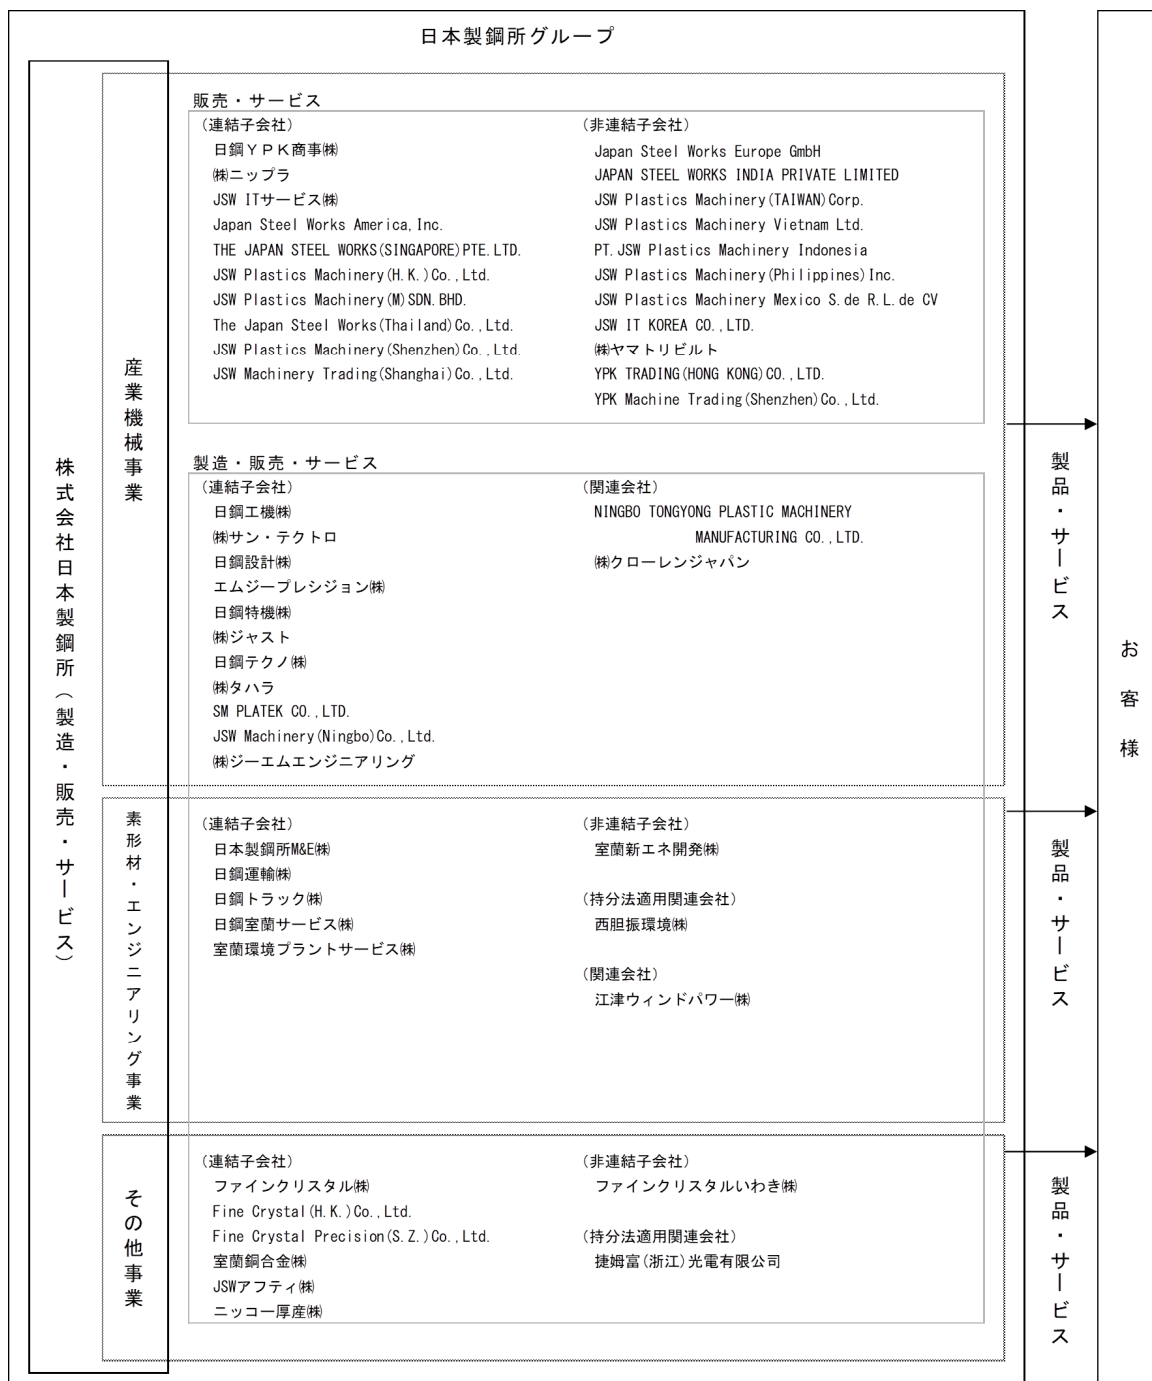 日本製鋼所グループ
株式会社日本製鋼所(製造・販売・サービス)
産業機械事業
販売・サービス
(連結子会社)
日鋼YPK商事㈱
㈱ニップラ
JSW ITサービス㈱
Japan Steel Works America,Inc.
THE JAPAN STEEL WORKS(SINGAPORE)PTE.LTD.
JSW Plastics Machinery(H.K.)Co.,Ltd.
JSW Plastics Machinery(M)SDN.BHD.
The Japan Steel Works(Thailand)Co.,Ltd.
JSW Plastics Machinery(Shenzhen)Co.,Ltd.
JSW Machinery Trading(Shanghai)Co.,Ltd.
(非連結子会社)
Japan Steel Works Europe GmbH
JAPAN STEEL WORKS INDIA PRIVATE LIMITED
JSW Plastics Machinery(TAIWAN)Corp.
JSW Plastics Machinery Vietnam Ltd.
PT.JSW Plastics Machinery Indonesia
JSW Plastics Machinery(Philippines)Inc.
JSW Plastics Machinery Mexico S.de R.L.de CV
JSW IT KOREA CO.,LTD.
㈱ヤマトリビルト
YPK TRADING(HONG KONG)CO.,LTD.
YPK Machine Trading(Shenzhen)Co.,Ltd.
製造・販売・サービス
(連結子会社)
日鋼工機㈱
㈱サン・テクトロ
日鋼設計㈱
エムジープレシジョン㈱
日鋼特機㈱
㈱ジャスト
日鋼テクノ㈱
㈱タハラ
SM PLATEK CO.,LTD.
JSW Machinery(Ningbo)Co.,Ltd.
㈱ジーエムエンジニアリング
(関連会社)
NINGBO TONGYONG PLASTIC MACHINERY
MANUFACTURING CO.,LTD.
㈱クローレンジャパン
製品・サービス
素形材・エンジニアリング事業
(連結子会社)
日本製鋼所M&E㈱
日鋼運輸㈱
日鋼トラック㈱
日鋼室蘭サービス㈱
室蘭環境プラントサービス㈱
(非連結子会社)
室蘭新エネ開発㈱
(持分法適用関連会社)
西胆振環境㈱
(関連会社)
江津ウィンドパワー㈱
製品・サービス
その他事業
(連結子会社)
ファインクリスタル㈱
Fine Crystal(H.K.)Co.,Ltd.
Fine Crystal Precision(S.Z.)Co.,Ltd.
室蘭銅合金㈱
JSWアフティ㈱
ニッコー厚産㈱
(非連結子会社)
ファインクリスタルいわき㈱
(持分法適用関連会社)
捷姆富(浙江)光電有限公司
製品・サービス
お客様